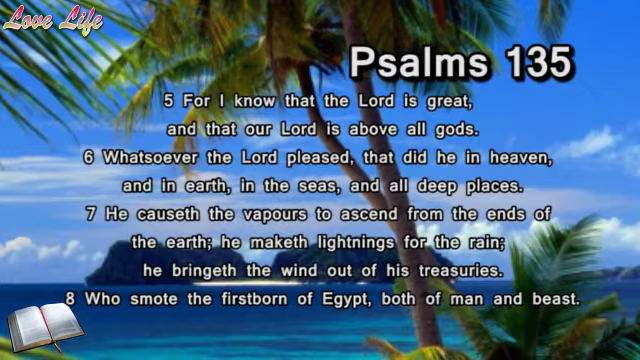 Love Life
Psalms 135
5 For I know that the Lord is great,
and that our Lord is above all gods.
6 Whatsoever the Lord pleased, that did he in heaven,
and in earth, in the seas, and all deep places.
7 He causeth the vapours to ascend from the ends of
the earth; he maketh lightnings for the rain;
he bringeth the wind out of his treasuries.
8 Who smote the firstborn of Egypt, both of man and beast.